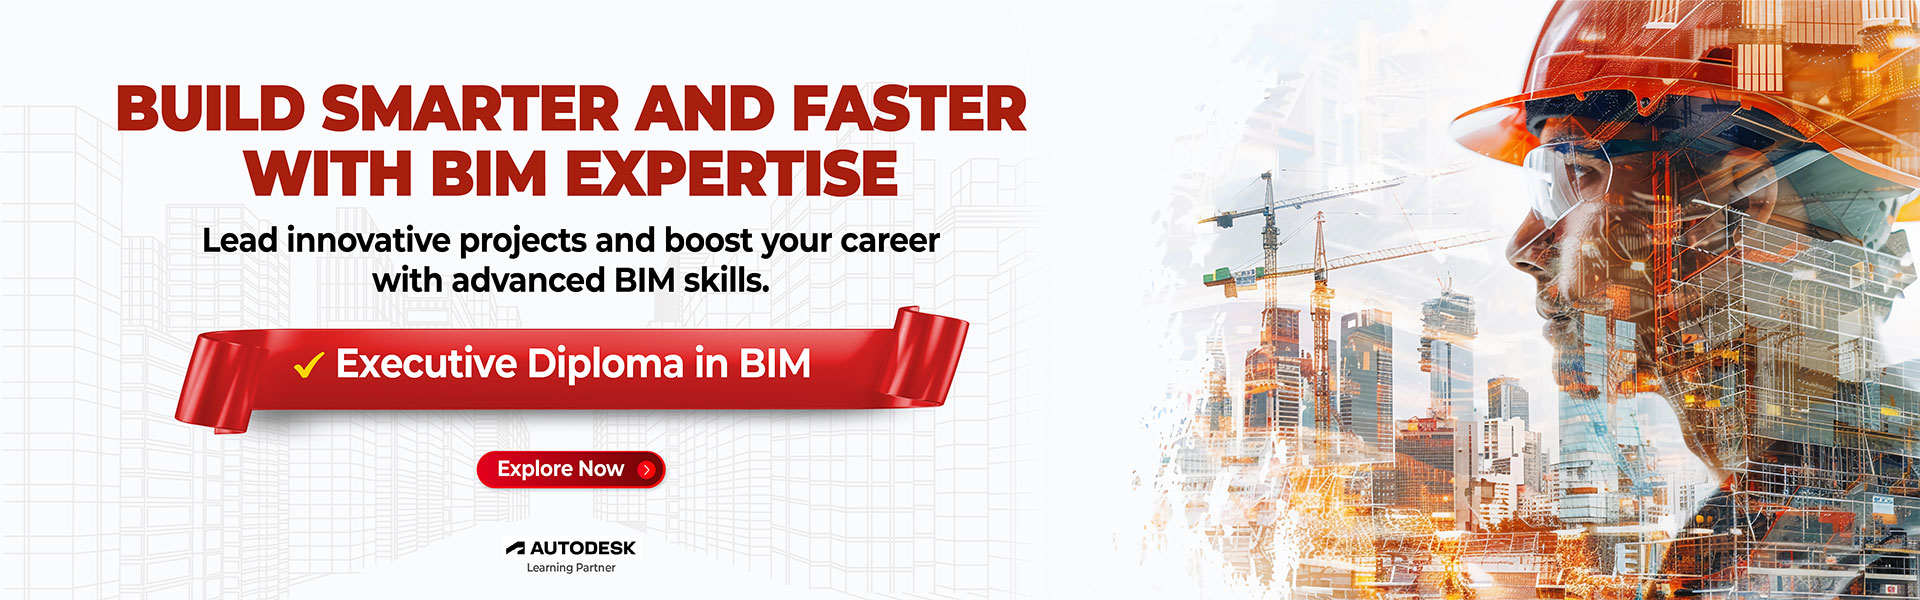 BUILD SMARTER AND FASTER
WITH BIM EXPERTISE
Lead innovative projects and boost your career
with advanced BIM skills.
Executive Diploma in BIM
Explore Now
AUTODESK
Learning Partner